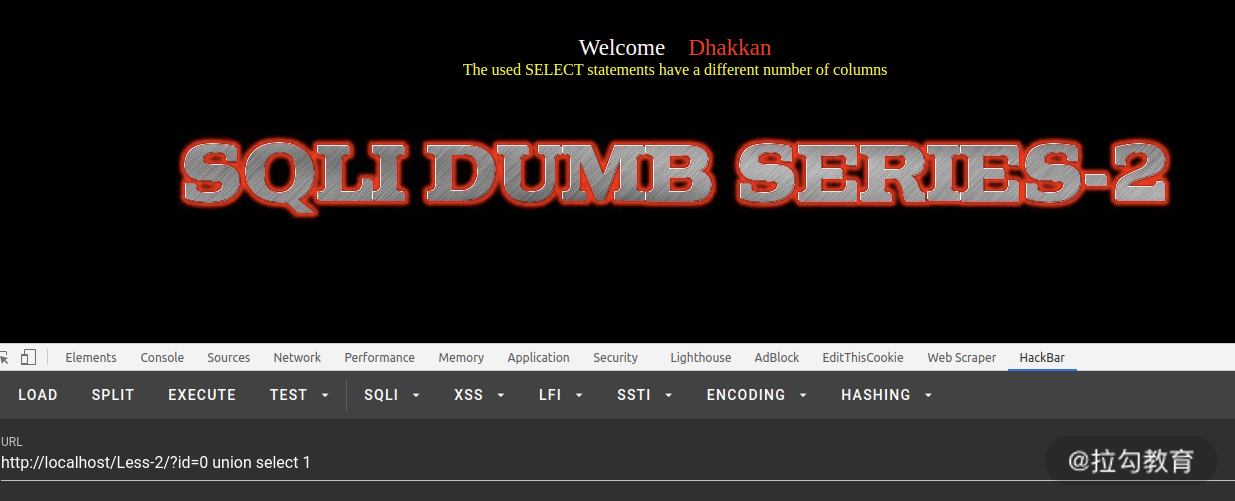 Welcome Dhakkan
The used SELECT statements have a different number of columns
SQLI DUMB SERIES-2
Elements Console Sources Network Performance Memory Application Security Lighthouse AdBlock EditThisCookie Web Scraper HackBar
LOAD SPLIT EXECUTE TEST SQLI XSS LFI SSTI ENCODING HASHING
URL
http://localhost/Less-2/?id=0 union select 1
@拉勾教育